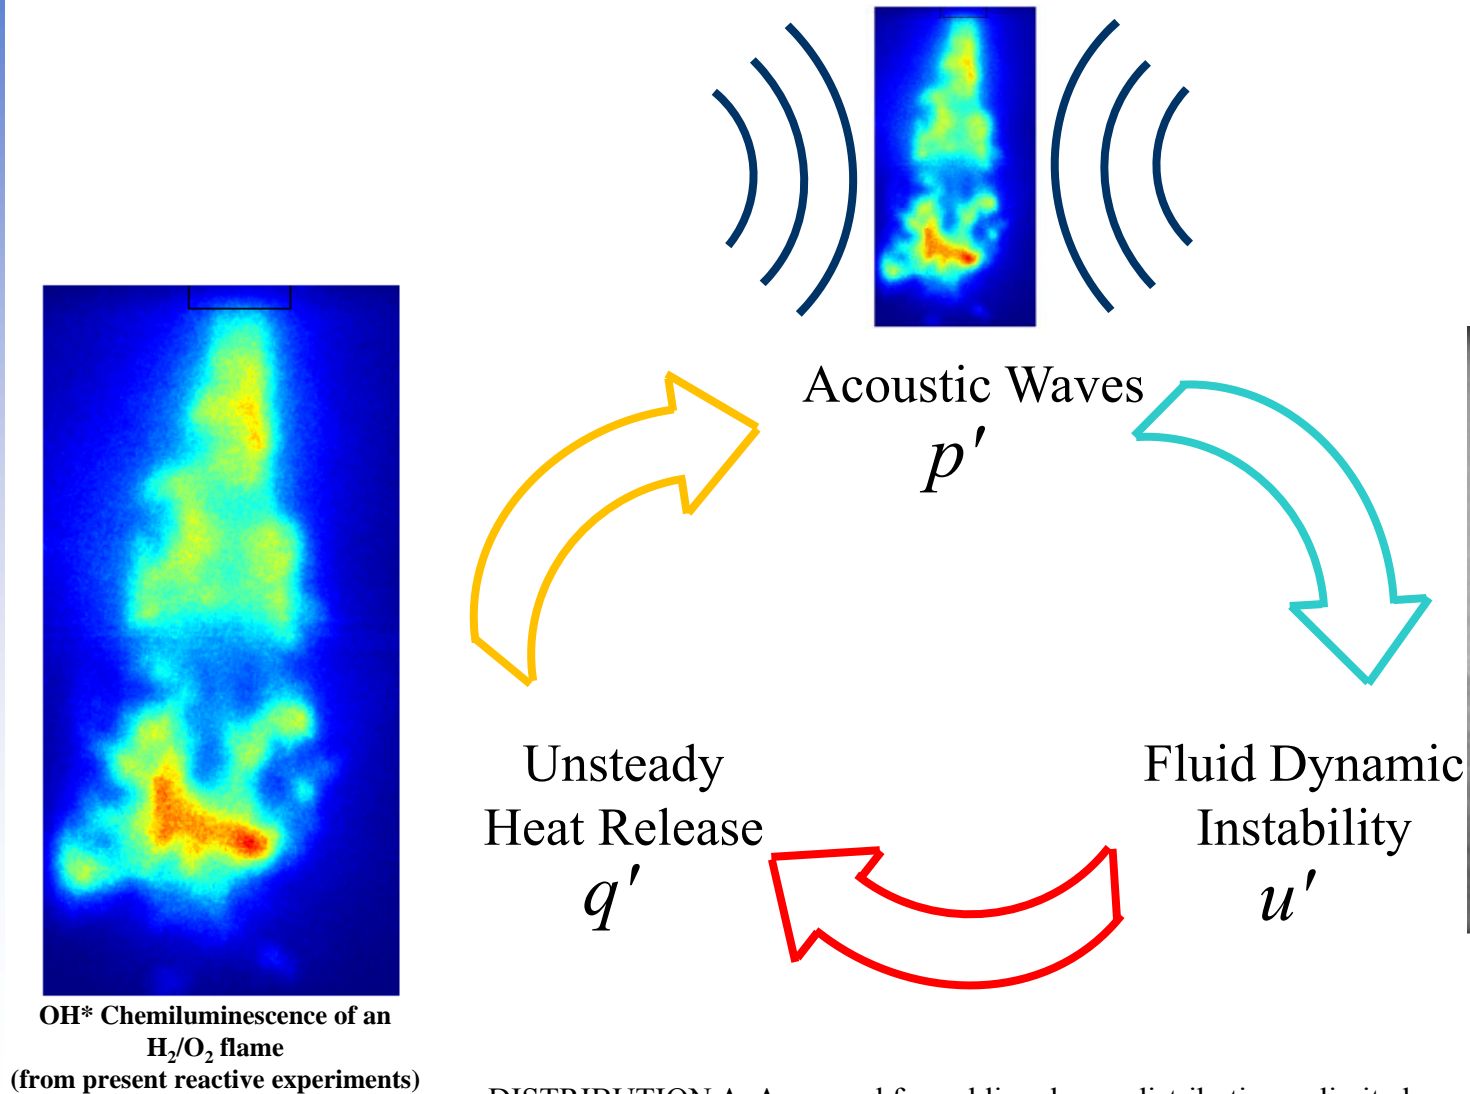 Acoustic Waves
p′
Unsteady
Heat Release
q′
Fluid Dynamic
Instability
u′
OH* Chemiluminescence of an
H₂/O₂ flame
(from present reactive experiments)
DISTRIBUTION A